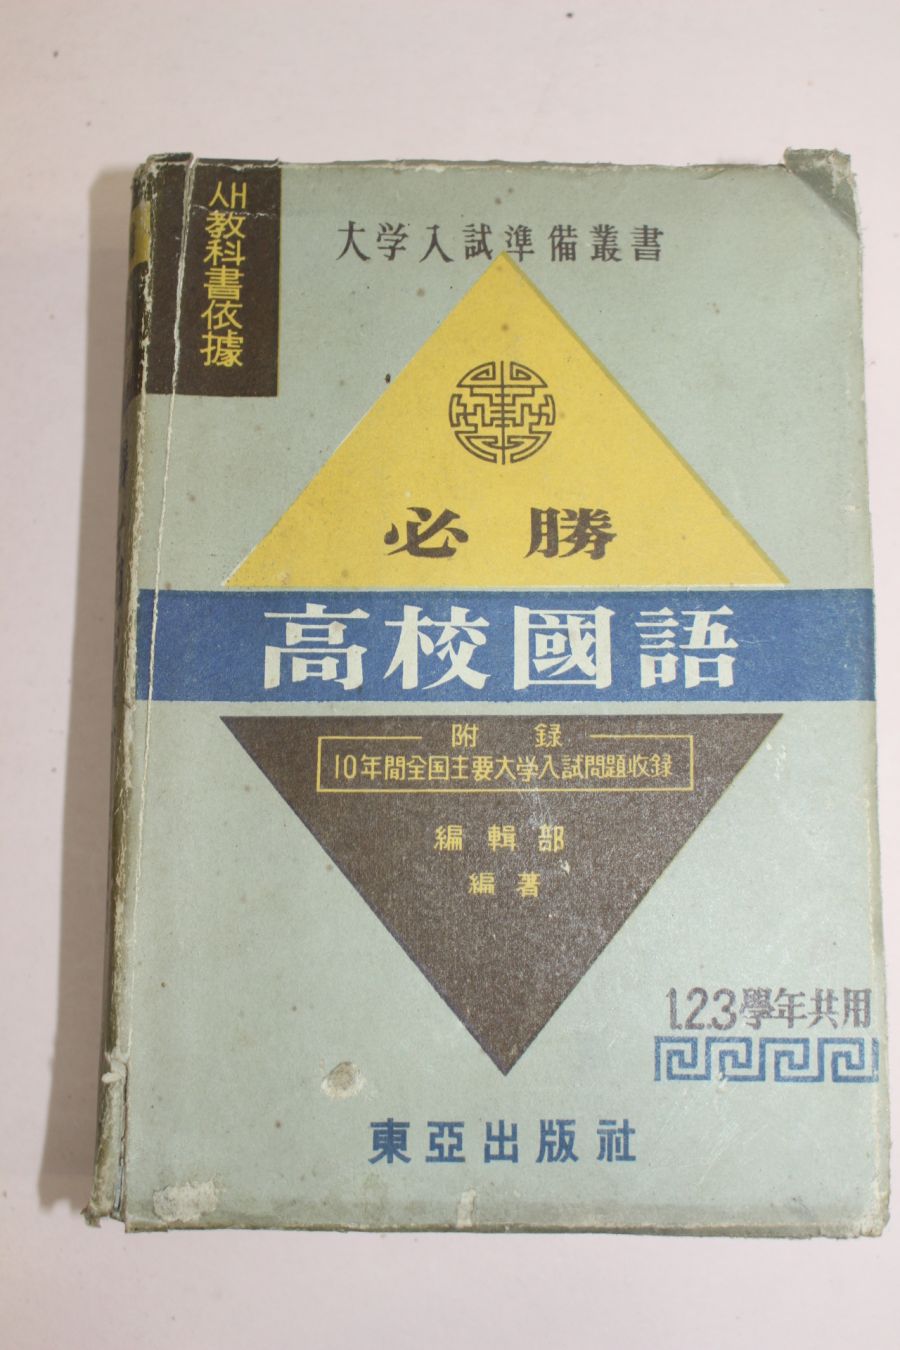 새敎科書依據
大学入試準備叢書
必勝
高校國語
附録
10年間全国主要大学入試問題收録
編輯部
編著
1.2.3學年共用
東亞出版社